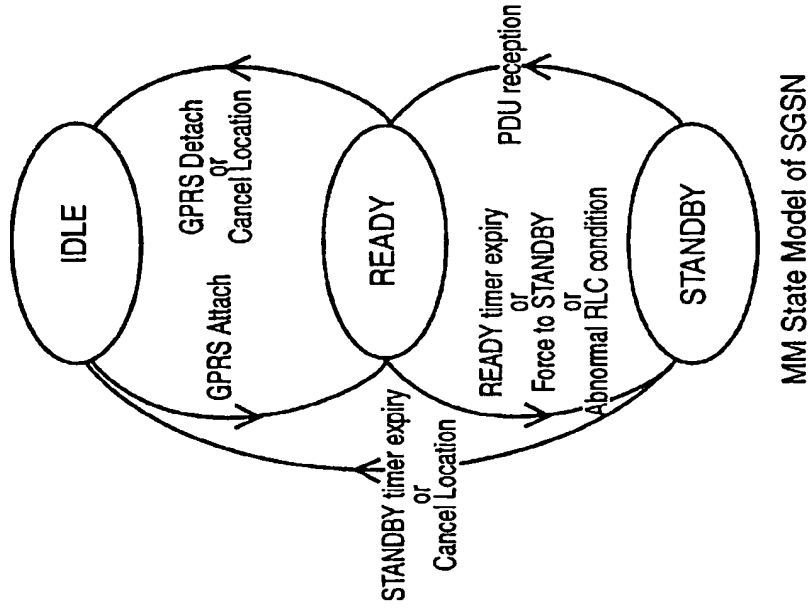 IDLE
GPRS Attach
GPRS Detach
or
Cancel Location
READY
STANDBY timer expiry
or
Cancel Location
READY timer expiry
or
Force to STANDBY
or
Abnormal RLC condition
PDU reception
STANDBY
MM State Model of SGSN